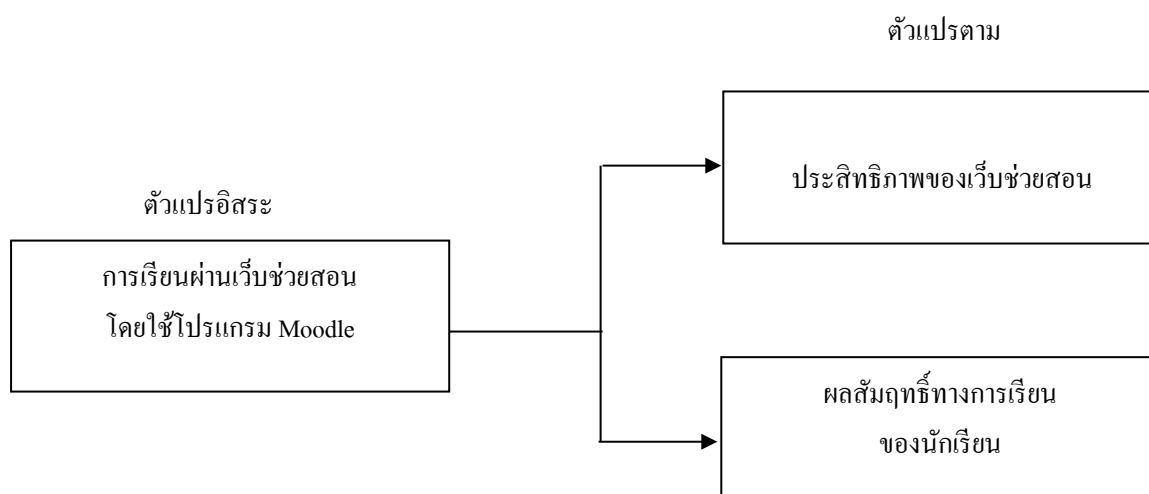 ตัวแปรตาม
ประสิทธิภาพของเว็บช่วยสอน
ตัวแปรอิสระ
การเรียนผ่านเว็บช่วยสอน
โดยใช้โปรแกรม Moodle
ผลสัมฤทธิ์ทางการเรียน
ของนักเรียน